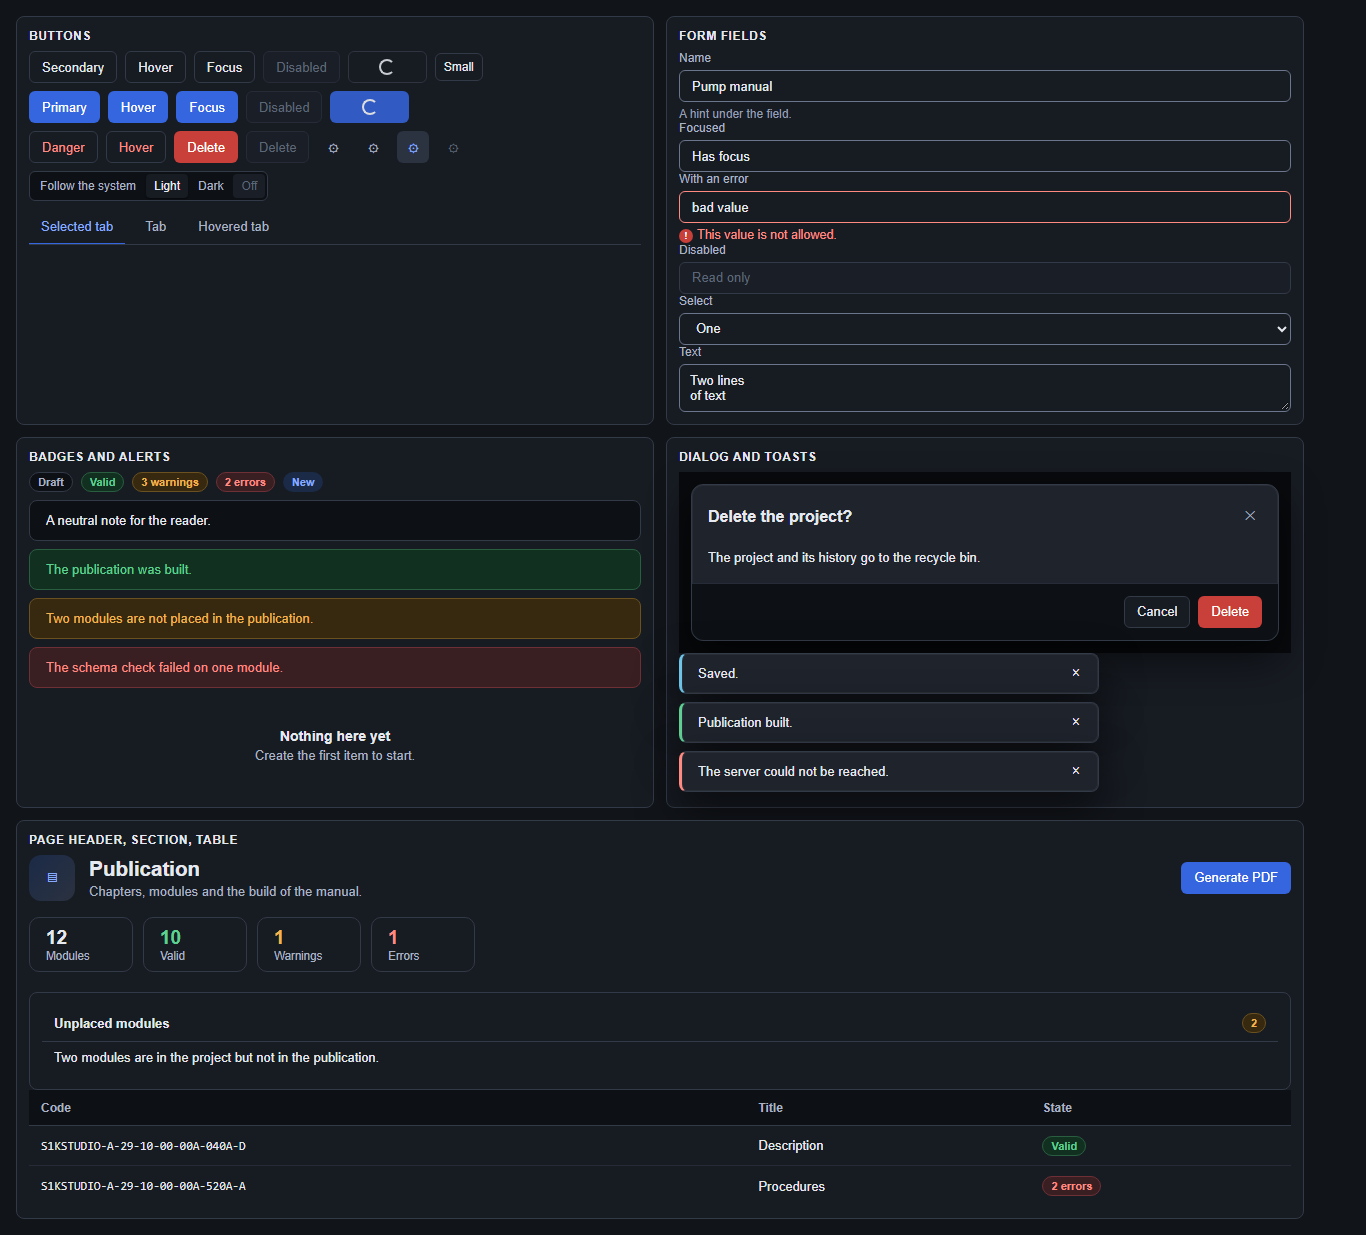 BUTTONS
Secondary Hover Focus Disabled Small
Primary Hover Focus Disabled
Danger Hover Delete Delete
Follow the system Light Dark Off
Selected tab Tab Hovered tab
FORM FIELDS
Name
Pump manual
A hint under the field.
Focused
Has focus
With an error
bad value
! This value is not allowed.
Disabled
Read only
Select
One
Text
Two lines
of text
BADGES AND ALERTS
Draft Valid 3 warnings 2 errors New
A neutral note for the reader.
The publication was built.
Two modules are not placed in the publication.
The schema check failed on one module.
Nothing here yet
Create the first item to start.
DIALOG AND TOASTS
Delete the project?
The project and its history go to the recycle bin.
Cancel Delete
Saved.
Publication built.
The server could not be reached.
PAGE HEADER, SECTION, TABLE
Publication
Chapters, modules and the build of the manual.
Generate PDF
12 10 1 1
Modules Valid Warnings Errors
Unplaced modules 2
Two modules are in the project but not in the publication.
Code Title State
S1KSTUDIO-A-29-10-00-00A-040A-D Description Valid
S1KSTUDIO-A-29-10-00-00A-520A-A Procedures 2 errors